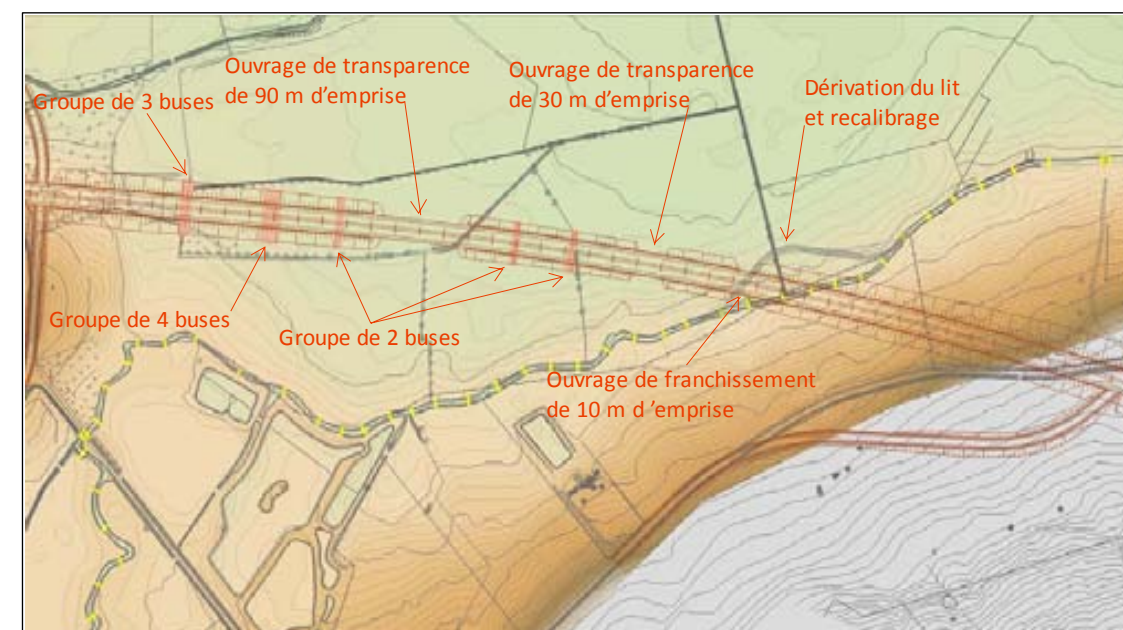 Ouvrage de transparence
de 90 m d’emprise
Groupe de 3 buses
Ouvrage de transparence
de 30 m d’emprise
Dérivation du lit
et recalibrage
Groupe de 4 buses
Groupe de 2 buses
Ouvrage de franchissement
de 10 m d ’emprise